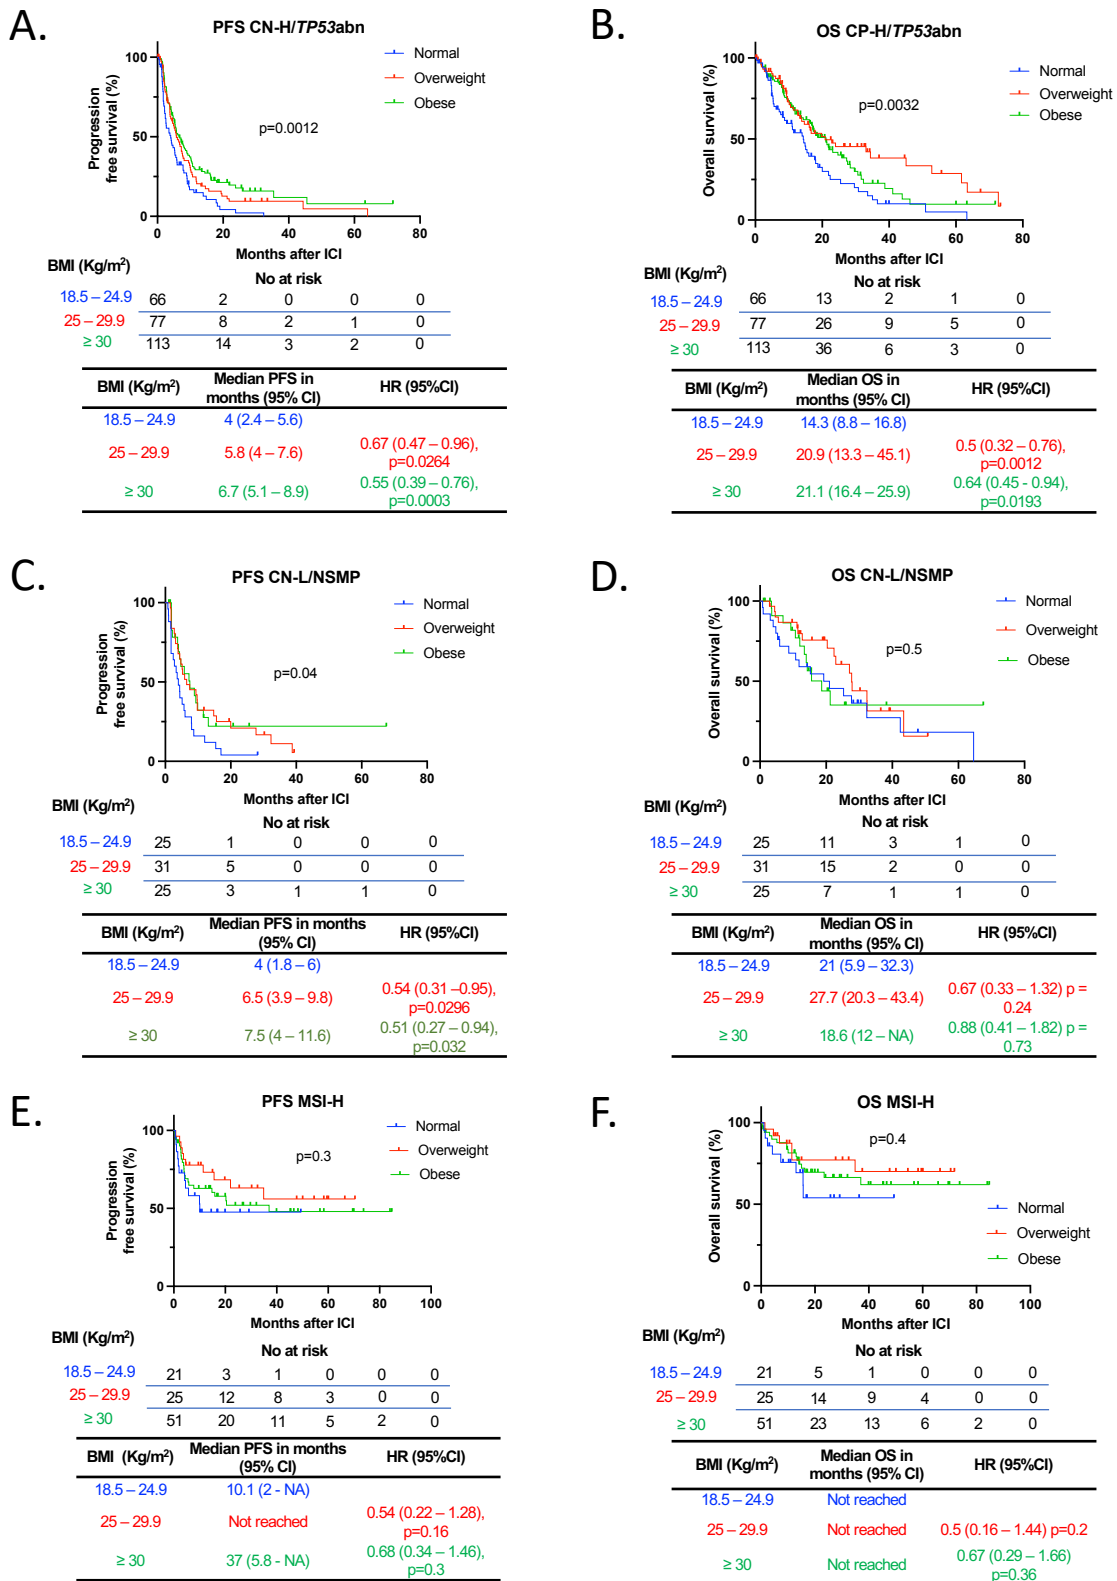 A.
PFS CN-H/TP53abn
Progression
free survival (%)
100
50
0
0 20 40 60 80
Months after ICI
Normal
Overweight
Obese
p=0.0012
BMI (Kg/m²)
No at risk
18.5 – 24.9 66 2 0 0 0
25 – 29.9 77 8 2 1 0
≥ 30 113 14 3 2 0
BMI (Kg/m²) Median PFS in months (95% CI) HR (95%CI)
18.5 – 24.9 4 (2.4 – 5.6)
25 – 29.9 5.8 (4 – 7.6) 0.67 (0.47 – 0.96), p=0.0264
≥ 30 6.7 (5.1 – 8.9) 0.55 (0.39 – 0.76), p=0.0003
B.
OS CP-H/TP53abn
Overall survival (%)
100
50
0
0 20 40 60 80
Months after ICI
Normal
Overweight
Obese
p=0.0032
BMI (Kg/m²)
No at risk
18.5 – 24.9 66 13 2 1 0
25 – 29.9 77 26 9 5 0
≥ 30 113 36 6 3 0
BMI (Kg/m²) Median OS in months (95% CI) HR (95%CI)
18.5 – 24.9 14.3 (8.8 – 16.8)
25 – 29.9 20.9 (13.3 – 45.1) 0.5 (0.32 – 0.76), p=0.0012
≥ 30 21.1 (16.4 – 25.9) 0.64 (0.45 - 0.94), p=0.0193
C.
PFS CN-L/NSMP
Progression
free survival (%)
100
50
0
0 20 40 60 80
Months after ICI
Normal
Overweight
Obese
p=0.04
BMI (Kg/m²)
No at risk
18.5 – 24.9 25 1 0 0 0
25 – 29.9 31 5 0 0 0
≥ 30 25 3 1 1 0
BMI (Kg/m²) Median PFS in months (95% CI) HR (95%CI)
18.5 – 24.9 4 (1.8 – 6)
25 – 29.9 6.5 (3.9 – 9.8) 0.54 (0.31 –0.95), p=0.0296
≥ 30 7.5 (4 – 11.6) 0.51 (0.27 – 0.94), p=0.032
D.
OS CN-L/NSMP
Overall survival (%)
100
50
0
0 20 40 60 80
Months after ICI
Normal
Overweight
Obese
p=0.5
BMI (Kg/m²)
No at risk
18.5 – 24.9 25 11 3 1 0
25 – 29.9 31 15 2 0 0
≥ 30 25 7 1 1 0
BMI (Kg/m²) Median OS in months (95% CI) HR (95%CI)
18.5 – 24.9 21 (5.9 – 32.3)
25 – 29.9 27.7 (20.3 – 43.4) 0.67 (0.33 – 1.32) p = 0.24
≥ 30 18.6 (12 – NA) 0.88 (0.41 – 1.82) p = 0.73
E.
PFS MSI-H
Progression
free survival (%)
100
50
0
0 20 40 60 80 100
Months after ICI
Normal
Overweight
Obese
p=0.3
BMI (Kg/m²)
No at risk
18.5 – 24.9 21 3 1 0 0 0
25 – 29.9 25 12 8 3 0 0
≥ 30 51 20 11 5 2 0
BMI (Kg/m²) Median PFS in months (95% CI) HR (95%CI)
18.5 – 24.9 10.1 (2 - NA)
25 – 29.9 Not reached 0.54 (0.22 – 1.28), p=0.16
≥ 30 37 (5.8 - NA) 0.68 (0.34 – 1.46), p=0.3
F.
OS MSI-H
Overall survival (%)
100
50
0
0 20 40 60 80 100
Months after ICI
p=0.4
Normal
Overweight
Obese
BMI (Kg/m²)
No at risk
18.5 – 24.9 21 5 1 0 0 0
25 – 29.9 25 14 9 4 0 0
≥ 30 51 23 13 6 2 0
BMI (Kg/m²) Median OS in months (95% CI) HR (95%CI)
18.5 – 24.9 Not reached
25 – 29.9 Not reached 0.5 (0.16 – 1.44) p=0.2
≥ 30 Not reached 0.67 (0.29 – 1.66) p=0.36